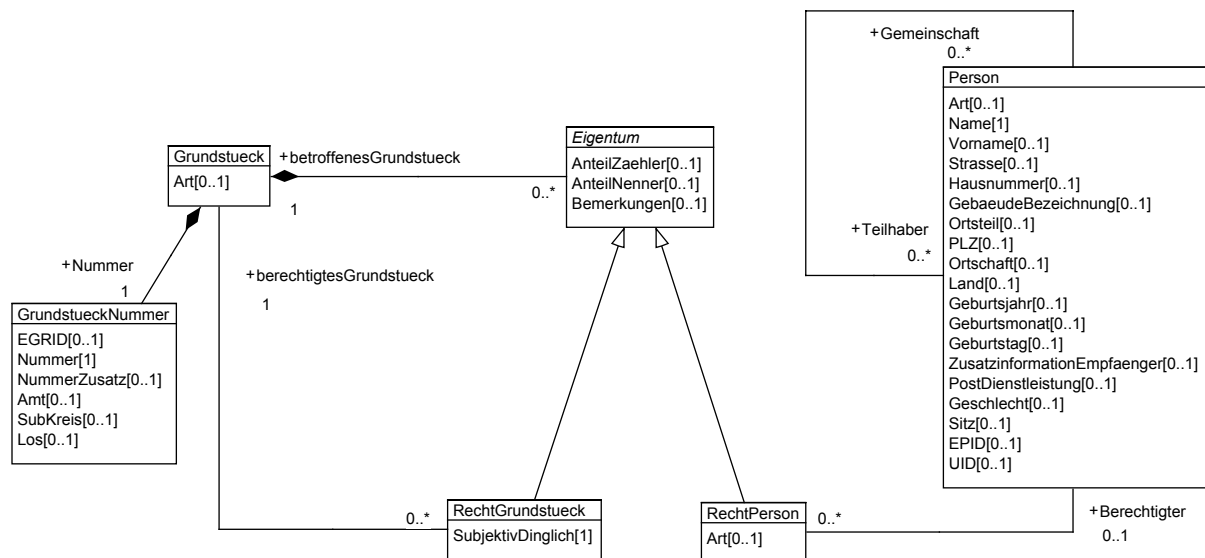 +Gemeinschaft
0..*
Person
Art[0..1]
Name[1]
Vorname[0..1]
Strasse[0..1]
Hausnummer[0..1]
GebaeudeBezeichnung[0..1]
Ortsteil[0..1]
PLZ[0..1]
Ortschaft[0..1]
Land[0..1]
Geburtsjahr[0..1]
Geburtsmonat[0..1]
Geburtstag[0..1]
ZusatzinformationEmpfaenger[0..1]
PostDienstleistung[0..1]
Geschlecht[0..1]
Sitz[0..1]
EPID[0..1]
UID[0..1]
+Teilhaber
0..*
Eigentum
AnteilZaehler[0..1]
AnteilNenner[0..1]
Bemerkungen[0..1]
Grundstueck
Art[0..1]
+betroffenesGrundstueck
1
0..*
+Nummer
1
+berechtigtesGrundstueck
1
GrundstueckNummer
EGRID[0..1]
Nummer[1]
NummerZusatz[0..1]
Amt[0..1]
SubKreis[0..1]
Los[0..1]
0..*
RechtGrundstueck
SubjektivDinglich[1]
RechtPerson
Art[0..1]
0..*
+Berechtigter
0..1